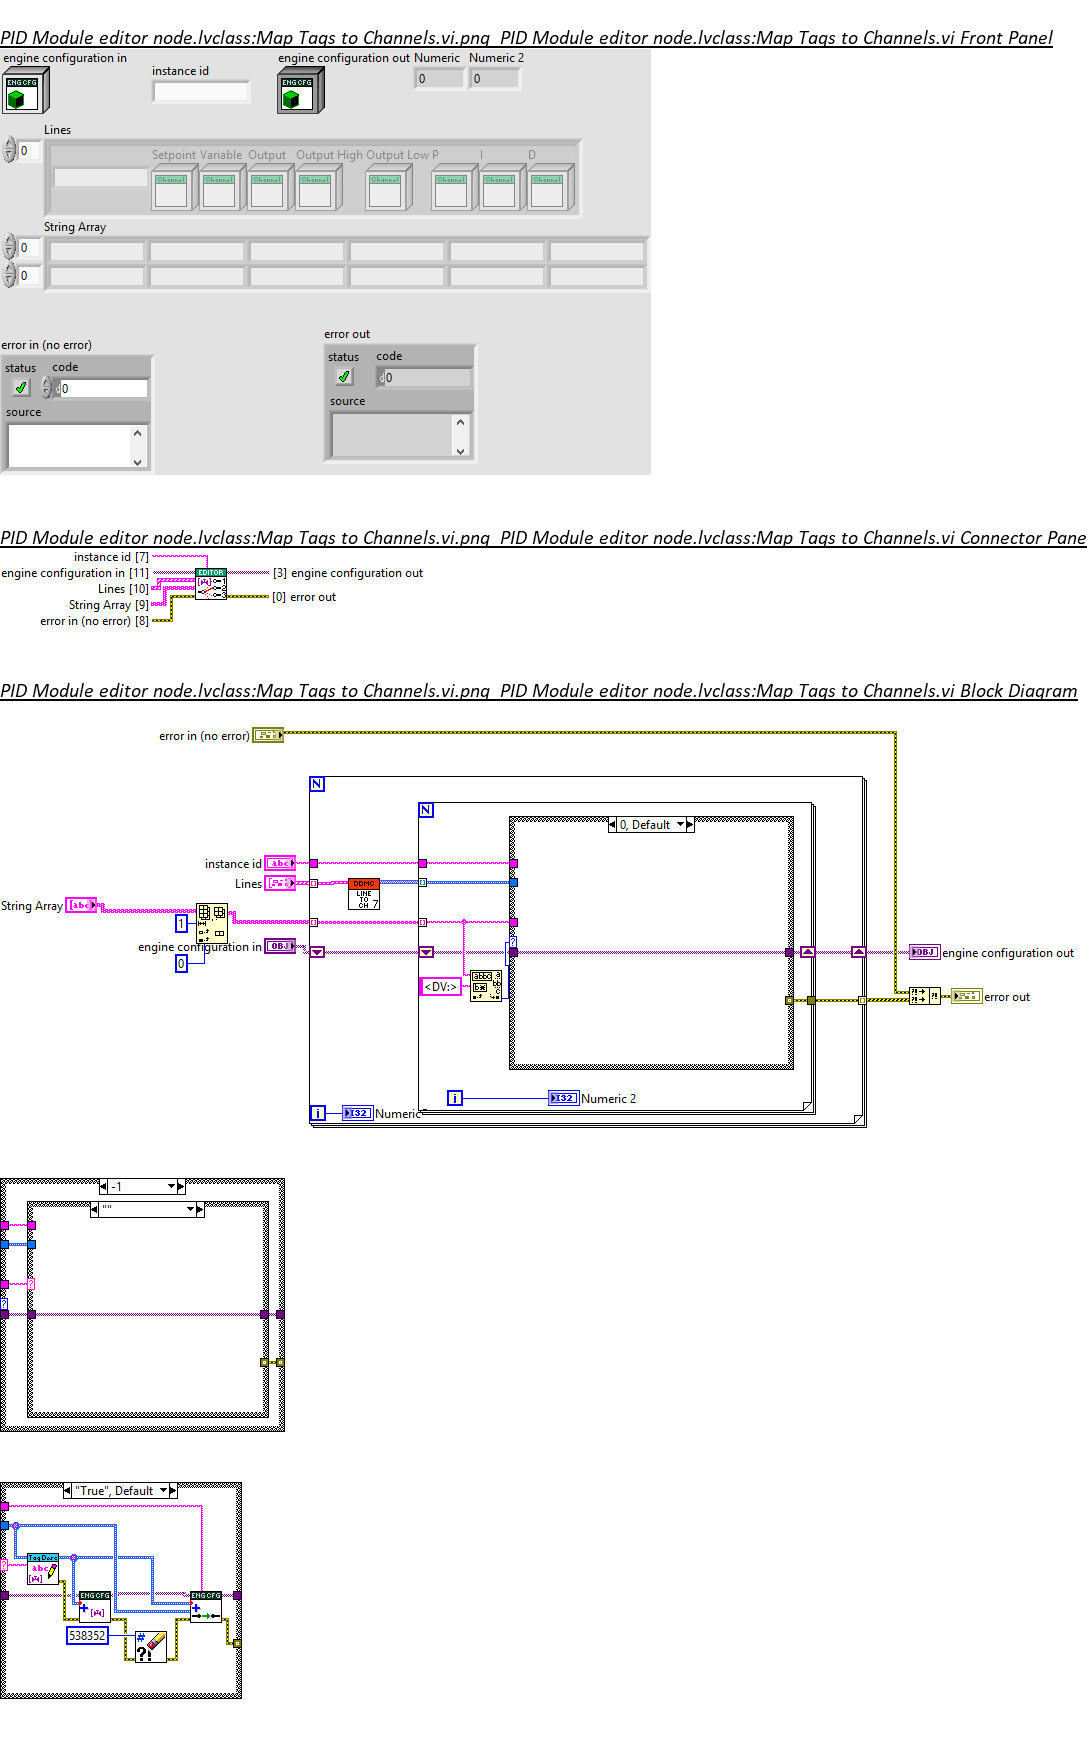 PID Module editor node.lvclass:Map Tags to Channels.vi.png  PID Module editor node.lvclass:Map Tags to Channels.vi Front Panel
engine configuration in
instance id
engine configuration out Numeric Numeric 2
ENG CFG
ENG CFG
0 0
Lines
0
Setpoint Variable Output Output High Output Low P I D
Channel Channel Channel Channel Channel Channel Channel Channel
String Array
0
0
error in (no error)
status code
0
source
error out
status code
0
source
PID Module editor node.lvclass:Map Tags to Channels.vi.png  PID Module editor node.lvclass:Map Tags to Channels.vi Connector Pane
instance id [7]
engine configuration in [11]
Lines [10]
String Array [9]
error in (no error) [8]
EDITOR
[3] engine configuration out
[0] error out
PID Module editor node.lvclass:Map Tags to Channels.vi.png  PID Module editor node.lvclass:Map Tags to Channels.vi Block Diagram
error in (no error)
N
N
0, Default
instance id abc
Lines
DDMC
LINE
TO
CH 7
String Array abc
1
engine configuration in OBJ
0
<DV:>
OBJ engine configuration out
error out
i I32 Numeric 2
i I32 Numeric
-1
""
"True", Default
Tag Desc
abc
ENG CFG
ENG CFG
538352
#
?!